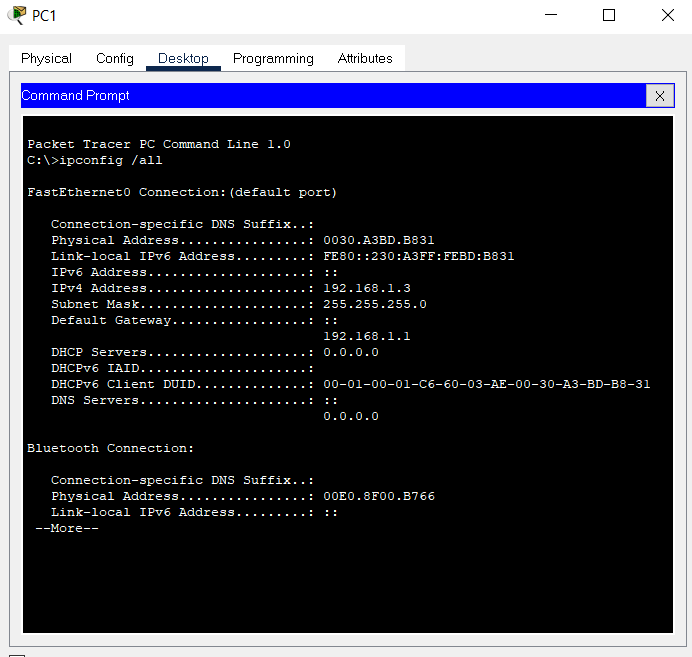 PC1
Physical Config Desktop Programming Attributes
Command Prompt X
Packet Tracer PC Command Line 1.0
C:\>ipconfig /all
FastEthernet0 Connection:(default port)
Connection-specific DNS Suffix..:
Physical Address................: 0030.A3BD.B831
Link-local IPv6 Address.........: FE80::230:A3FF:FEBD:B831
IPv6 Address....................: ::
IPv4 Address....................: 192.168.1.3
Subnet Mask.....................: 255.255.255.0
Default Gateway.................: ::
192.168.1.1
DHCP Servers....................: 0.0.0.0
DHCPv6 IAID.....................:
DHCPv6 Client DUID..............: 00-01-00-01-C6-60-03-AE-00-30-A3-BD-B8-31
DNS Servers.....................: ::
0.0.0.0
Bluetooth Connection:
Connection-specific DNS Suffix..:
Physical Address................: 00E0.8F00.B766
Link-local IPv6 Address.........: ::
--More--